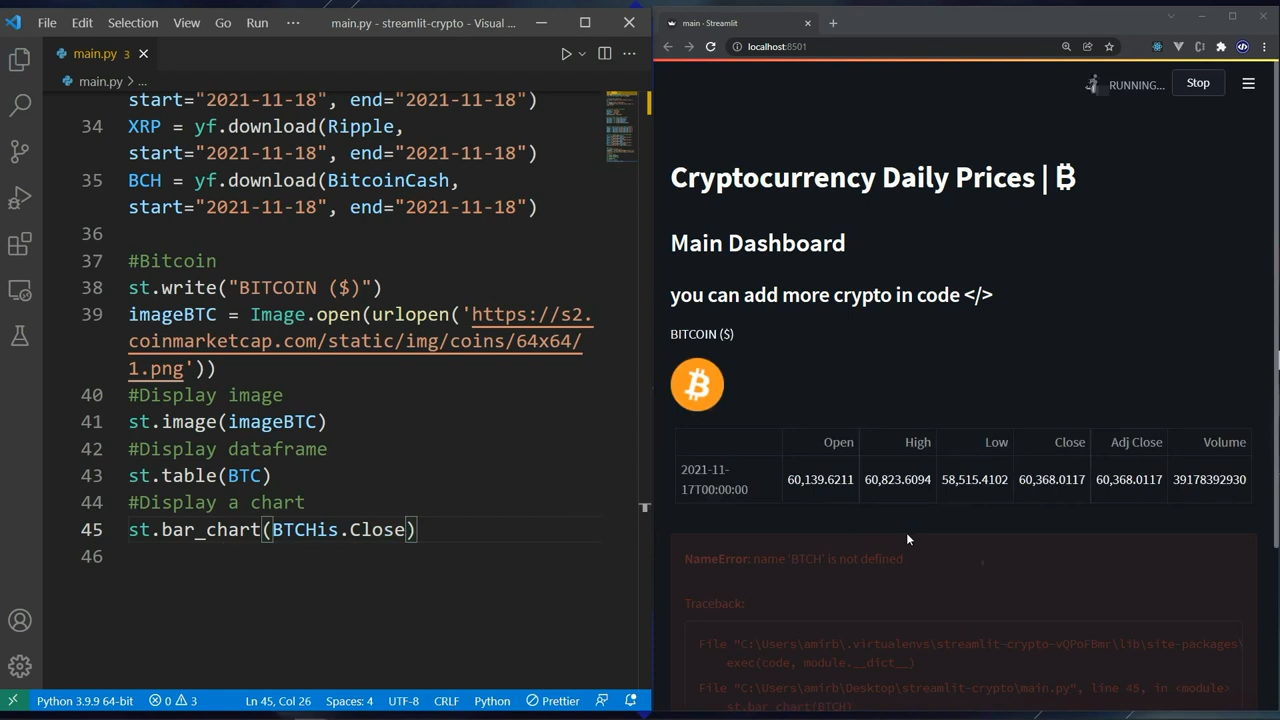 File Edit Selection View Go Run ··· main.py - streamlit-crypto - Visual ...
main.py 3
main.py > ...
start="2021-11-18", end="2021-11-18")
34 XRP = yf.download(Ripple,
start="2021-11-18", end="2021-11-18")
35 BCH = yf.download(BitcoinCash,
start="2021-11-18", end="2021-11-18")
36
37 #Bitcoin
38 st.write("BITCOIN ($)")
39 imageBTC = Image.open(urlopen('https://s2.
coinmarketcap.com/static/img/coins/64x64/
1.png'))
40 #Display image
41 st.image(imageBTC)
42 #Display dataframe
43 st.table(BTC)
44 #Display a chart
45 st.bar_chart(BTCHis.Close)
46
Python 3.9.9 64-bit 0 3 Ln 45, Col 26 Spaces: 4 UTF-8 CRLF Python Prettier
main - Streamlit
localhost:8501
RUNNING... Stop
Cryptocurrency Daily Prices | ₿
Main Dashboard
you can add more crypto in code </>
BITCOIN ($)
Open High Low Close Adj Close Volume
2021-11-
17T00:00:00 60,139.6211 60,823.6094 58,515.4102 60,368.0117 60,368.0117 39178392930
NameError: name 'BTCH' is not defined
Traceback:
File "C:\Users\amirb\.virtualenvs\streamlit-crypto-vQPoFBmr\lib\site-packages\
exec(code, module.__dict__)
File "C:\Users\amirb\Desktop\streamlit-crypto\main.py", line 45, in <module>
st.bar_chart(BTCH)